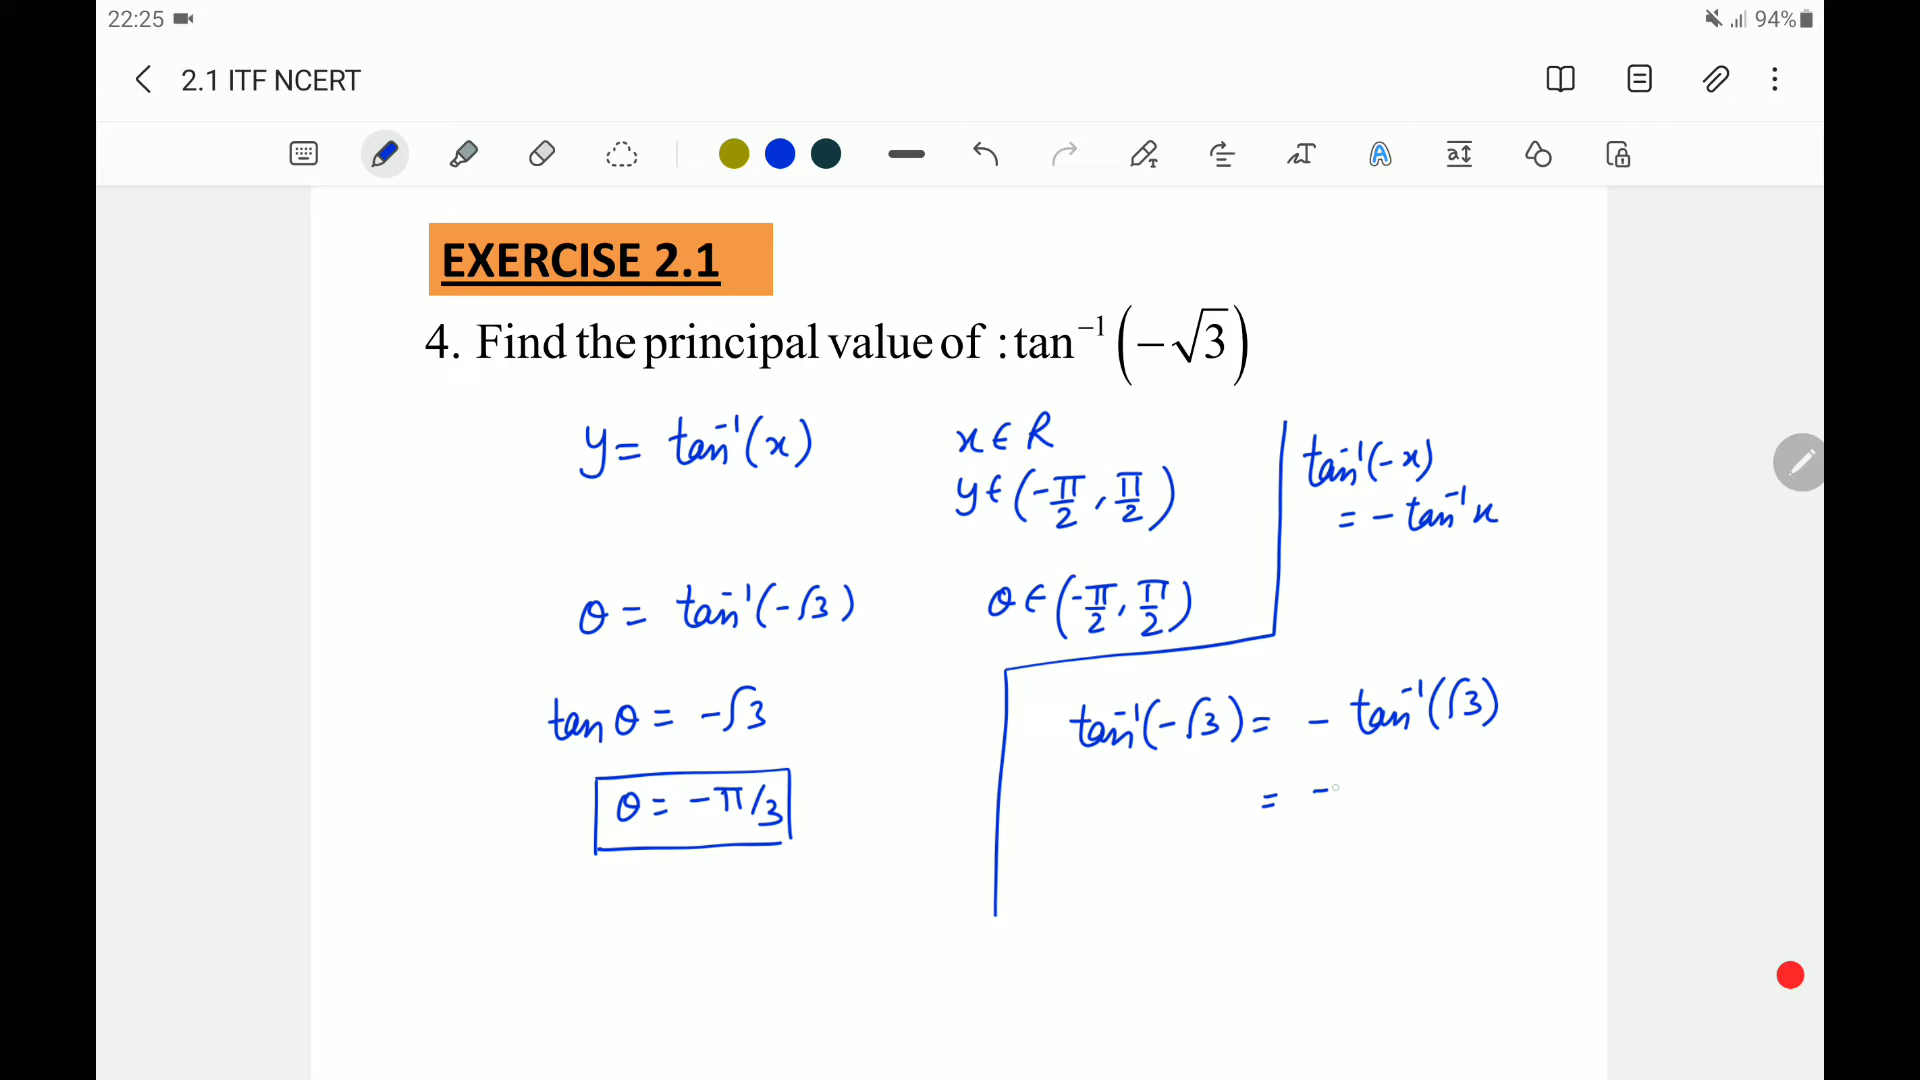 22:25
94%
2.1 ITF NCERT
EXERCISE 2.1
4. Find the principal value of : tan⁻¹(−√3)
y = tan⁻¹(x)
x ∈ R
y ∈ (-π/2, π/2)
tan⁻¹(-x)
= - tan⁻¹x
θ = tan⁻¹(-√3)
θ ∈ (-π/2, π/2)
tan θ = -√3
θ = -π/3
tan⁻¹(-√3) = - tan⁻¹(√3)
= -